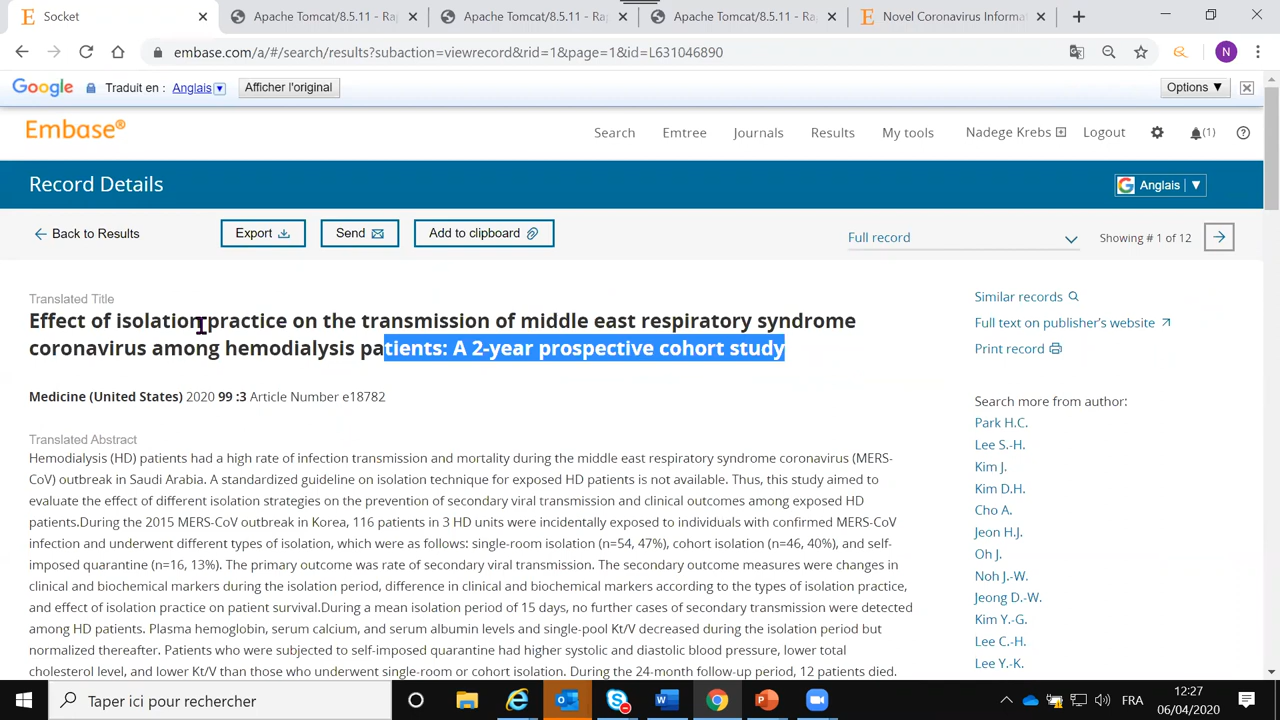 Socket
Apache Tomcat/8.5.11 - Ra
Apache Tomcat/8.5.11 - Ra
Apache Tomcat/8.5.11 - Ra
Novel Coronavirus Informat
embase.com/a/#/search/results?subaction=viewrecord&rid=1&page=1&id=L631046890
N
Google Traduit en : Anglais Afficher l'original
Options ▼
Embase®
Search Emtree Journals Results My tools Nadege Krebs Logout (1)
Record Details
G Anglais ▼
Back to Results
Export
Send
Add to clipboard
Full record
Showing # 1 of 12
Translated Title
Effect of isolation practice on the transmission of middle east respiratory syndrome
coronavirus among hemodialysis patients: A 2-year prospective cohort study
Medicine (United States) 2020 99 :3 Article Number e18782
Translated Abstract
Hemodialysis (HD) patients had a high rate of infection transmission and mortality during the middle east respiratory syndrome coronavirus (MERS-
CoV) outbreak in Saudi Arabia. A standardized guideline on isolation technique for exposed HD patients is not available. Thus, this study aimed to
evaluate the effect of different isolation strategies on the prevention of secondary viral transmission and clinical outcomes among exposed HD
patients.During the 2015 MERS-CoV outbreak in Korea, 116 patients in 3 HD units were incidentally exposed to individuals with confirmed MERS-CoV
infection and underwent different types of isolation, which were as follows: single-room isolation (n=54, 47%), cohort isolation (n=46, 40%), and self-
imposed quarantine (n=16, 13%). The primary outcome was rate of secondary viral transmission. The secondary outcome measures were changes in
clinical and biochemical markers during the isolation period, difference in clinical and biochemical markers according to the types of isolation practice,
and effect of isolation practice on patient survival.During a mean isolation period of 15 days, no further cases of secondary transmission were detected
among HD patients. Plasma hemoglobin, serum calcium, and serum albumin levels and single-pool Kt/V decreased during the isolation period but
normalized thereafter. Patients who were subjected to self-imposed quarantine had higher systolic and diastolic blood pressure, lower total
cholesterol level, and lower Kt/V than those who underwent single-room or cohort isolation. During the 24-month follow-up period, 12 patients died.
Similar records
Full text on publisher's website
Print record
Search more from author:
Park H.C.
Lee S.-H.
Kim J.
Kim D.H.
Cho A.
Jeon H.J.
Oh J.
Noh J.-W.
Jeong D.-W.
Kim Y.-G.
Lee C.-H.
Lee Y.-K.
Taper ici pour rechercher
FRA
12:27
06/04/2020